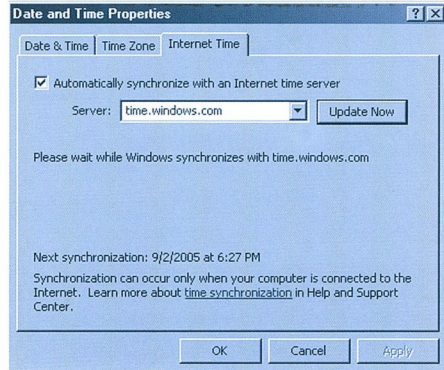 Date and Time Properties
Date & Time Time Zone Internet Time
Automatically synchronize with an Internet time server
Server: time.windows.com Update Now
Please wait while Windows synchronizes with time.windows.com
Next synchronization: 9/2/2005 at 6:27 PM
Synchronization can occur only when your computer is connected to the
Internet. Learn more about time synchronization in Help and Support
Center.
OK Cancel Apply